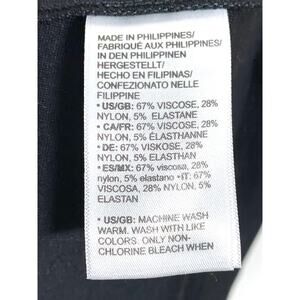 MADE IN PHILIPPINES/
FABRIQUÉ AUX PHILIPPINES/
IN DEN PHILIPPINEN
HERGESTELLT/
HECHO EN FILIPINAS/
CONFEZIONATO NELLE
FILIPPINE
• US/GB: 67% VISCOSE, 28%
NYLON, 5% ELASTANE
• CA/FR: 67% VISCOSE, 28%
NYLON, 5% ÉLASTHANNE
• DE: 67% VISKOSE, 28%
NYLON, 5% ELASTHAN
• ES/MX: 67% viscosa, 28%
nylon, 5% elastano •IT: 67%
VISCOSA, 28% NYLON, 5%
ELASTAN
• US/GB: MACHINE WASH
WARM. WASH WITH LIKE
COLORS. ONLY NON-
CHLORINE BLEACH WHEN